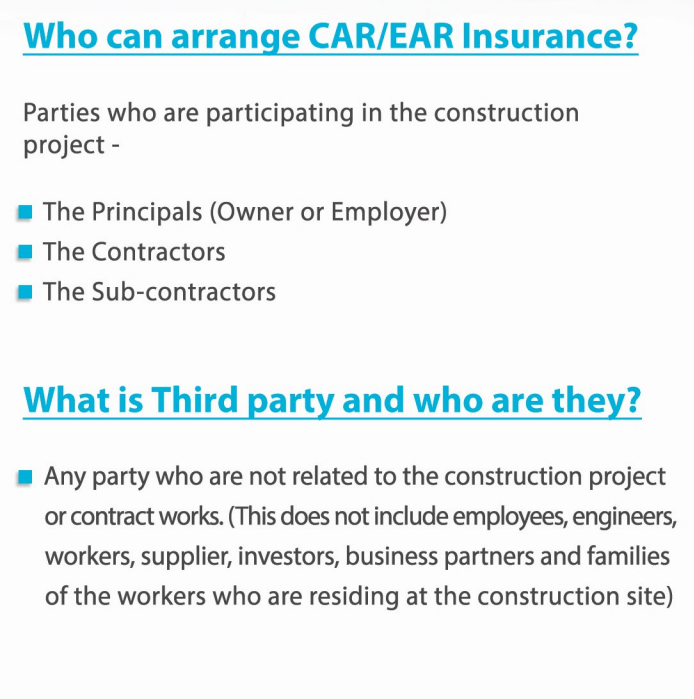 Who can arrange CAR/EAR Insurance?
Parties who are participating in the construction
project -
The Principals (Owner or Employer)
The Contractors
The Sub-contractors
What is Third party and who are they?
Any party who are not related to the construction project
or contract works. (This does not include employees, engineers,
workers, supplier, investors, business partners and families
of the workers who are residing at the construction site)